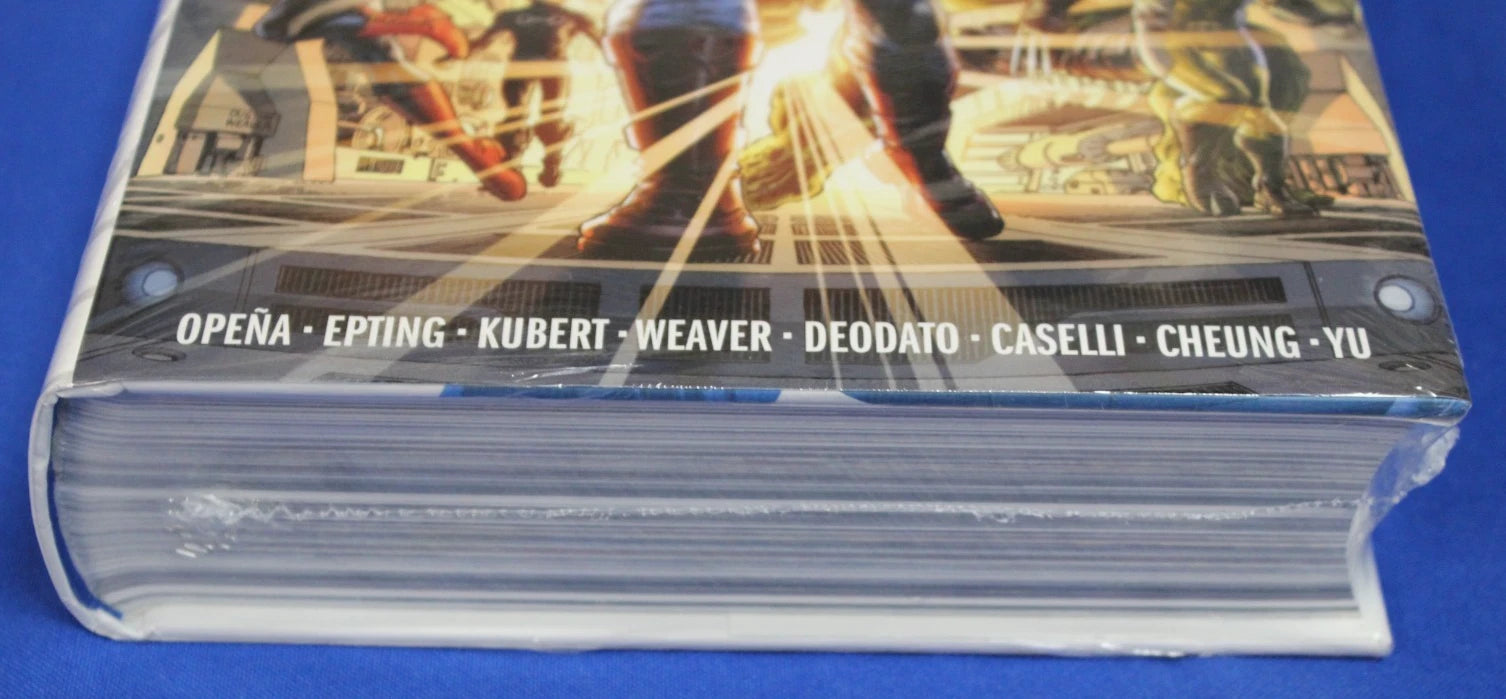 OPEÑA · EPTING · KUBERT · WEAVER · DEODATO · CASELLI · CHEUNG · YU